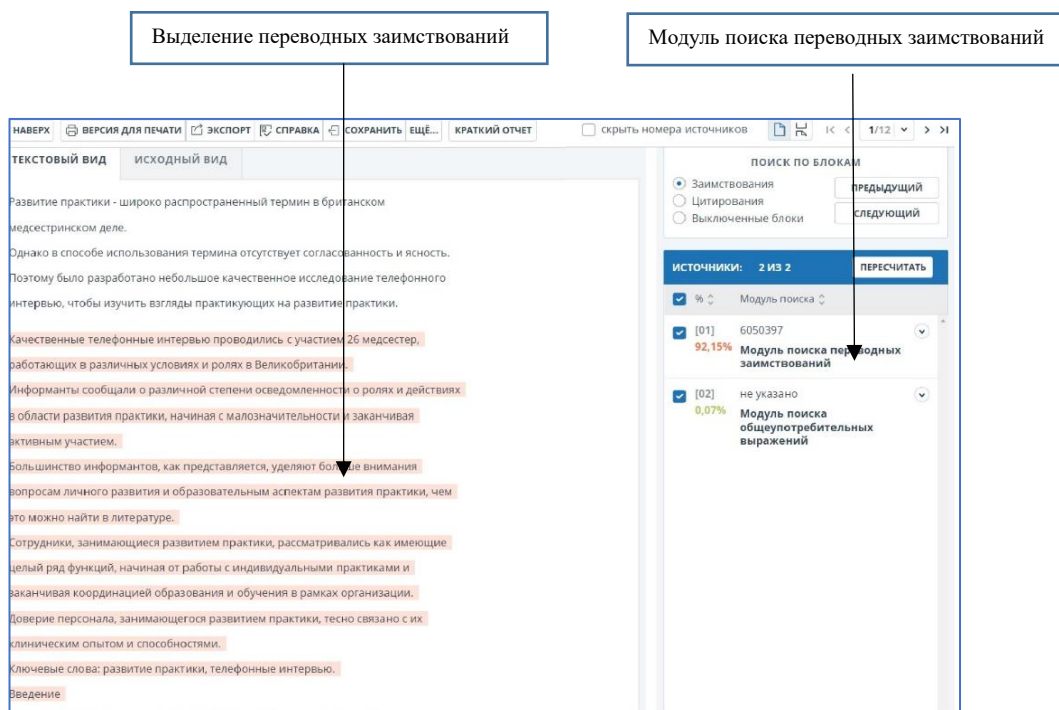 Выделение переводных заимствований
Модуль поиска переводных заимствований
НАВЕРХ ВЕРСИЯ ДЛЯ ПЕЧАТИ ЭКСПОРТ СПРАВКА СОХРАНИТЬ ЕЩЁ... КРАТКИЙ ОТЧЕТ скрыть номера источников 1/12
ТЕКСТОВЫЙ ВИД ИСХОДНЫЙ ВИД
Развитие практики - широко распространенный термин в британском
медсестринском деле.
Однако в способе использования термина отсутствует согласованность и ясность.
Поэтому было разработано небольшое качественное исследование телефонного
интервью, чтобы изучить взгляды практикующих на развитие практики.
Качественные телефонные интервью проводились с участием 26 медсестер,
работающих в различных условиях и ролях в Великобритании.
Информанты сообщали о различной степени осведомленности о ролях и действиях
в области развития практики, начиная с малозначительности и заканчивая
активным участием.
Большинство информантов, как представляется, уделяют больше внимания
вопросам личного развития и образовательным аспектам развития практики, чем
это можно найти в литературе.
Сотрудники, занимающиеся развитием практики, рассматривались как имеющие
целый ряд функций, начиная от работы с индивидуальными практиками и
заканчивая координацией образования и обучения в рамках организации.
Доверие персонала, занимающегося развитием практики, тесно связано с их
клиническим опытом и способностями.
Ключевые слова: развитие практики, телефонные интервью.
Введение
ПОИСК ПО БЛОКАМ
Заимствования
Цитирования
Выключенные блоки
ПРЕДЫДУЩИЙ
СЛЕДУЮЩИЙ
ИСТОЧНИКИ: 2 ИЗ 2 ПЕРЕСЧИТАТЬ
% Модуль поиска
[01] 6050397
92,15% Модуль поиска переводных
заимствований
[02] не указано
0,07% Модуль поиска
общеупотребительных
выражений